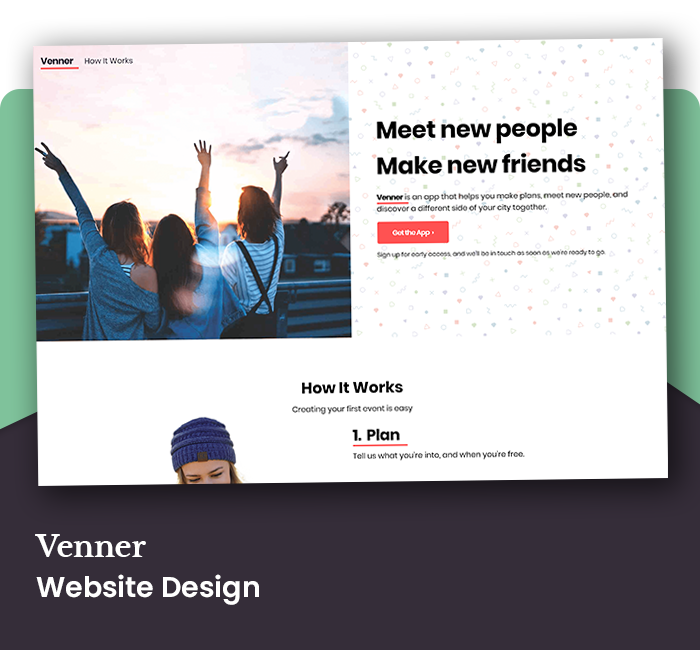 Venner How It Works
Meet new people
Make new friends
Venner is an app that helps you make plans, meet new people, and
discover a different side of your city together.
Get the App ›
Sign up for early access, and we'll be in touch as soon as we're ready to go.
How It Works
Creating your first event is easy
1. Plan
Tell us what you're into, and when you're free.
Venner
Website Design